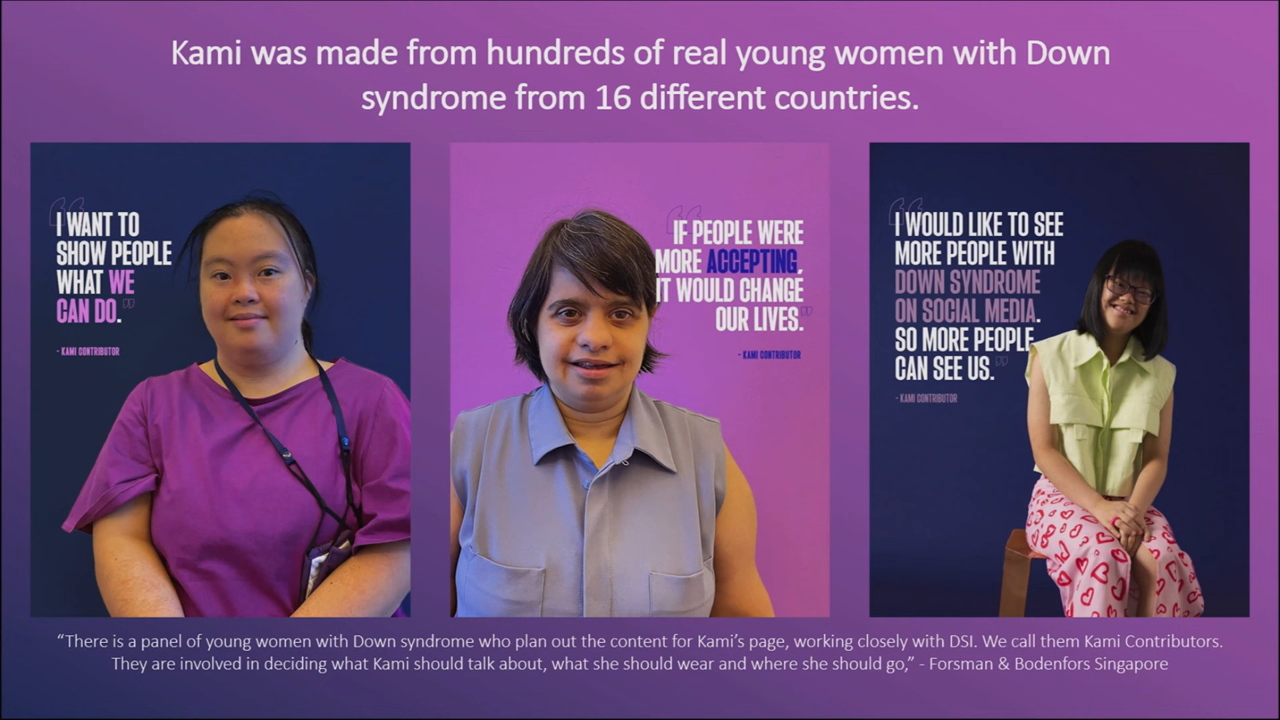 Kami was made from hundreds of real young women with Down
syndrome from 16 different countries.
“I WANT TO
SHOW PEOPLE
WHAT WE
CAN DO.”
- KAMI CONTRIBUTOR
“IF PEOPLE WERE
MORE ACCEPTING,
IT WOULD CHANGE
OUR LIVES.”
- KAMI CONTRIBUTOR
“I WOULD LIKE TO SEE
MORE PEOPLE WITH
DOWN SYNDROME
ON SOCIAL MEDIA.
SO MORE PEOPLE
CAN SEE US.”
- KAMI CONTRIBUTOR
“There is a panel of young women with Down syndrome who plan out the content for Kami’s page, working closely with DSI. We call them Kami Contributors.
They are involved in deciding what Kami should talk about, what she should wear and where she should go,” - Forsman & Bodenfors Singapore